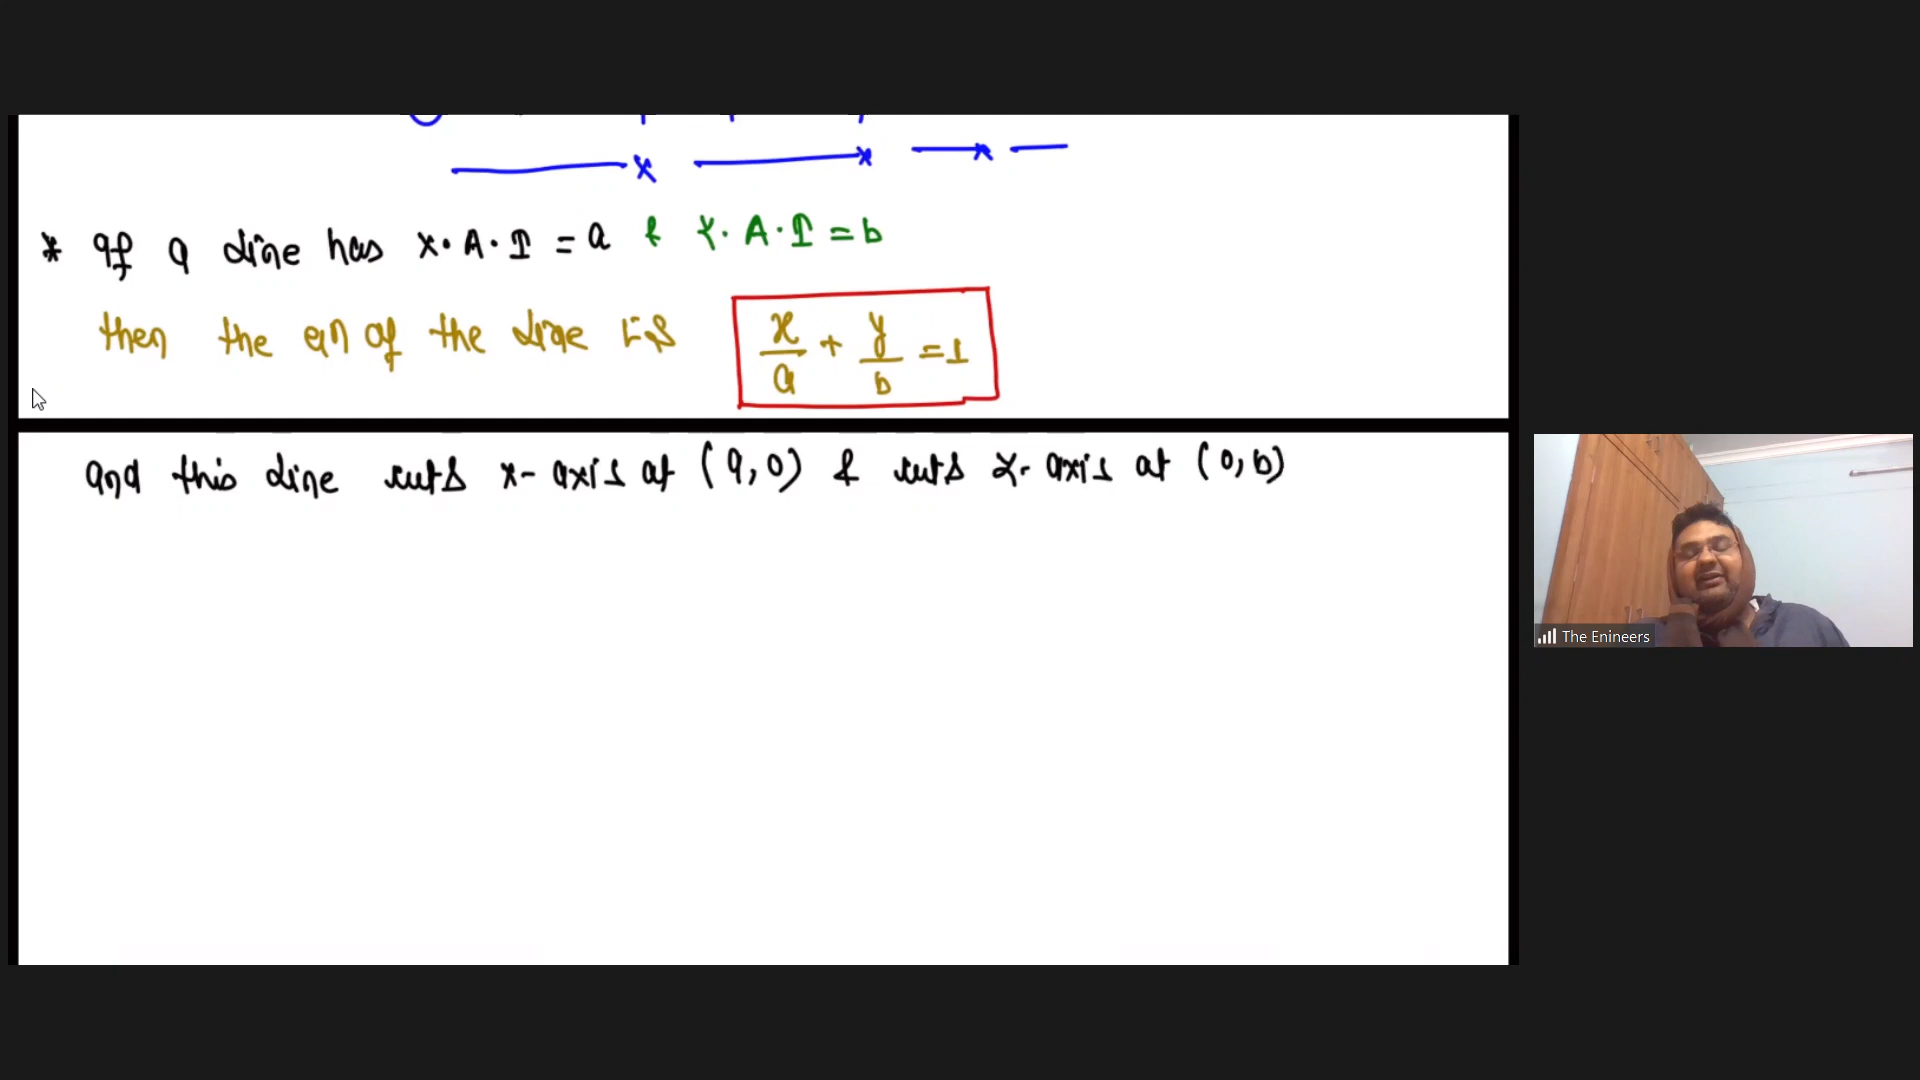 * If a line has X.A.I = a & Y.A.I = b
then the eqn of the line is x/a + y/b = 1
and this line cuts x-axis at (a,0) & cuts Y-axis at (0,b)
The Enineers